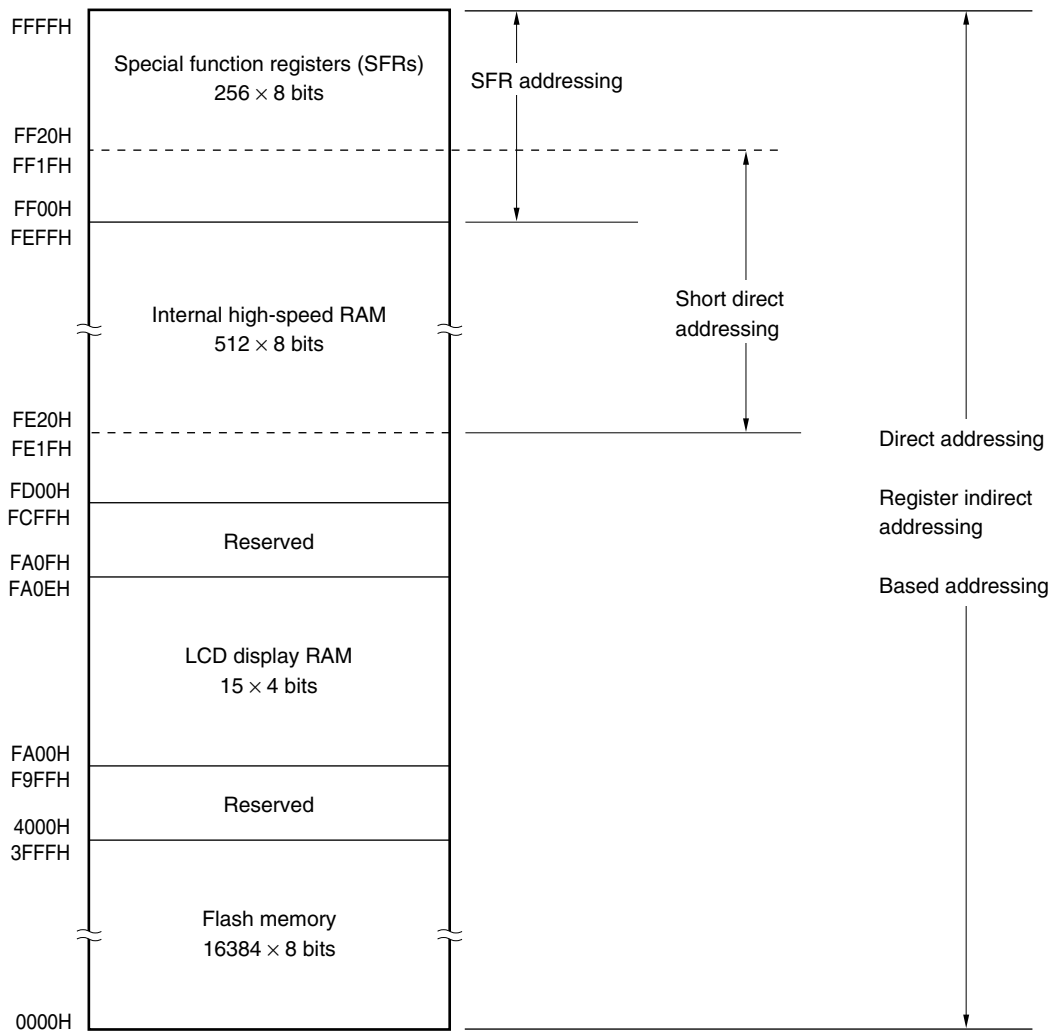 FFFFH
Special function registers (SFRs)
256 × 8 bits
SFR addressing
FF20H
FF1FH
FF00H
FEFFH
Internal high-speed RAM
512 × 8 bits
Short direct
addressing
FE20H
FE1FH
Direct addressing
FD00H
FCFFH
Register indirect
addressing
Reserved
FA0FH
FA0EH
Based addressing
LCD display RAM
15 × 4 bits
FA00H
F9FFH
Reserved
4000H
3FFFH
Flash memory
16384 × 8 bits
0000H